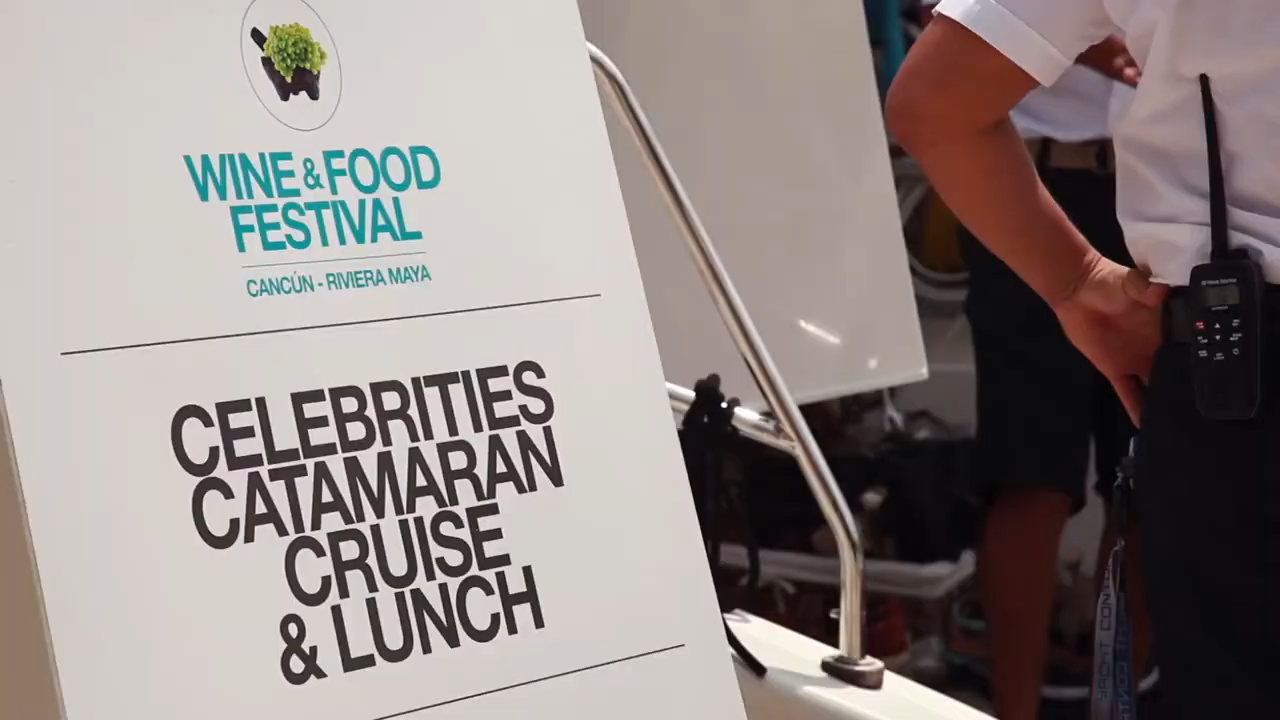 WINE & FOOD
FESTIVAL
CANCÚN - RIVIERA MAYA
CELEBRITIES
CATAMARAN
CRUISE
& LUNCH